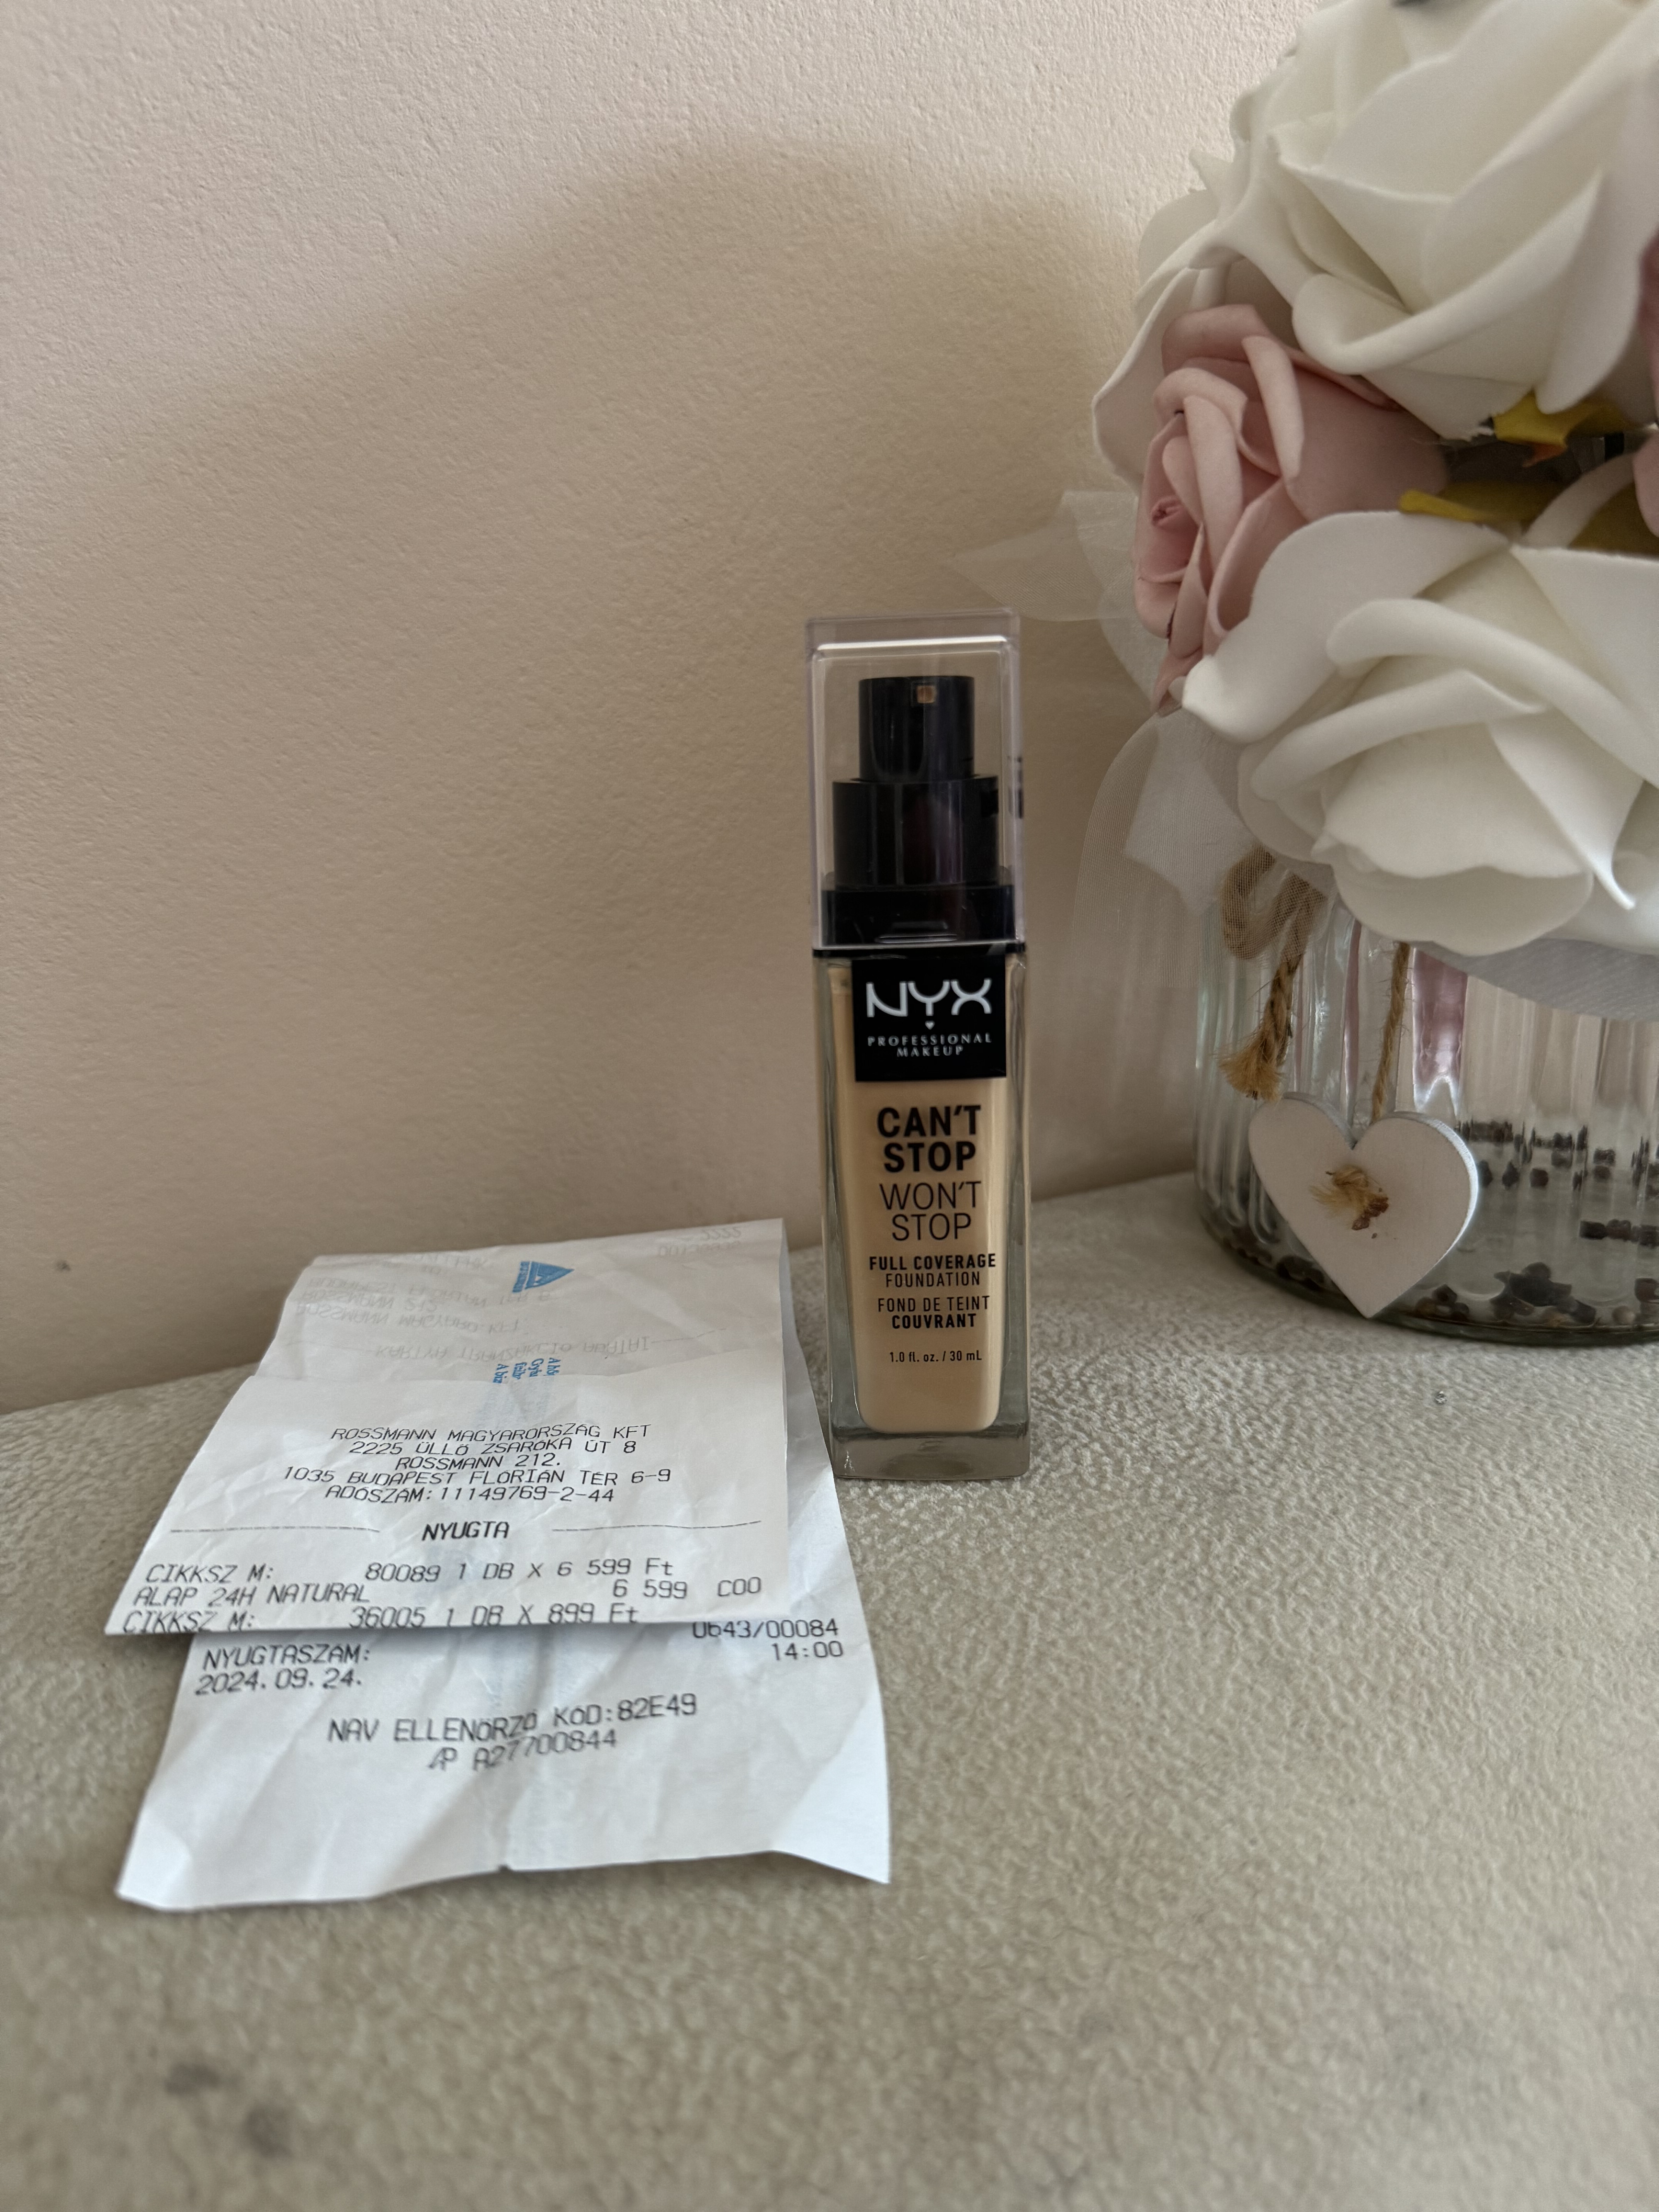 NYX
PROFESSIONAL
MAKEUP
CAN'T
STOP
WON'T
STOP
FULL COVERAGE
FOUNDATION
FOND DE TEINT
COUVRANT
1.0 fl. oz. / 30 mL
ROSSMANN MAGYARORSZÁG KFT
2225 ÜLLŐ ZSARÓKA ÚT 8
ROSSMANN 212.
1035 BUDAPEST FLÓRIÁN TÉR 6-9
ADÓSZÁM:11149769-2-44
NYUGTA
CIKKSZ M: 80089 1 DB X 6 599 Ft
ALAP 24H NATURAL 6 599 C00
CIKKSZ M: 36005 1 DB X 899 Ft
0643/00084
NYUGTASZÁM: 14:00
2024.09.24.
NAV ELLENŐRZŐ KÓD:82E49
AP A27700844